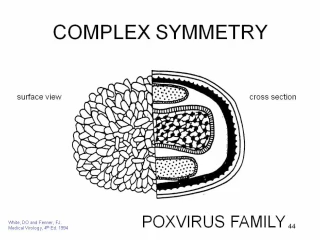 COMPLEX SYMMETRY
surface view
cross section
White, DO and Fenner, FJ.
Medical Virology, 4th Ed. 1994
POXVIRUS FAMILY
44